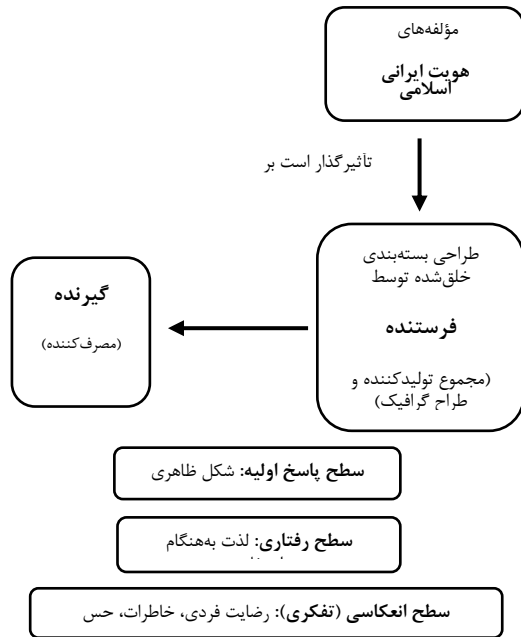 مؤلفه‌های
هویت ایرانی
اسلامی
تأثیرگذار است بر
طراحی بسته‌بندی
خلق‌شده توسط
فرستنده
(مجموع تولیدکننده و
طراح گرافیک)
گیرنده
(مصرف‌کننده)
سطح پاسخ اولیه: شکل ظاهری
سطح رفتاری: لذت به‌هنگام
سطح انعکاسی (تفکری): رضایت فردی، خاطرات، حس